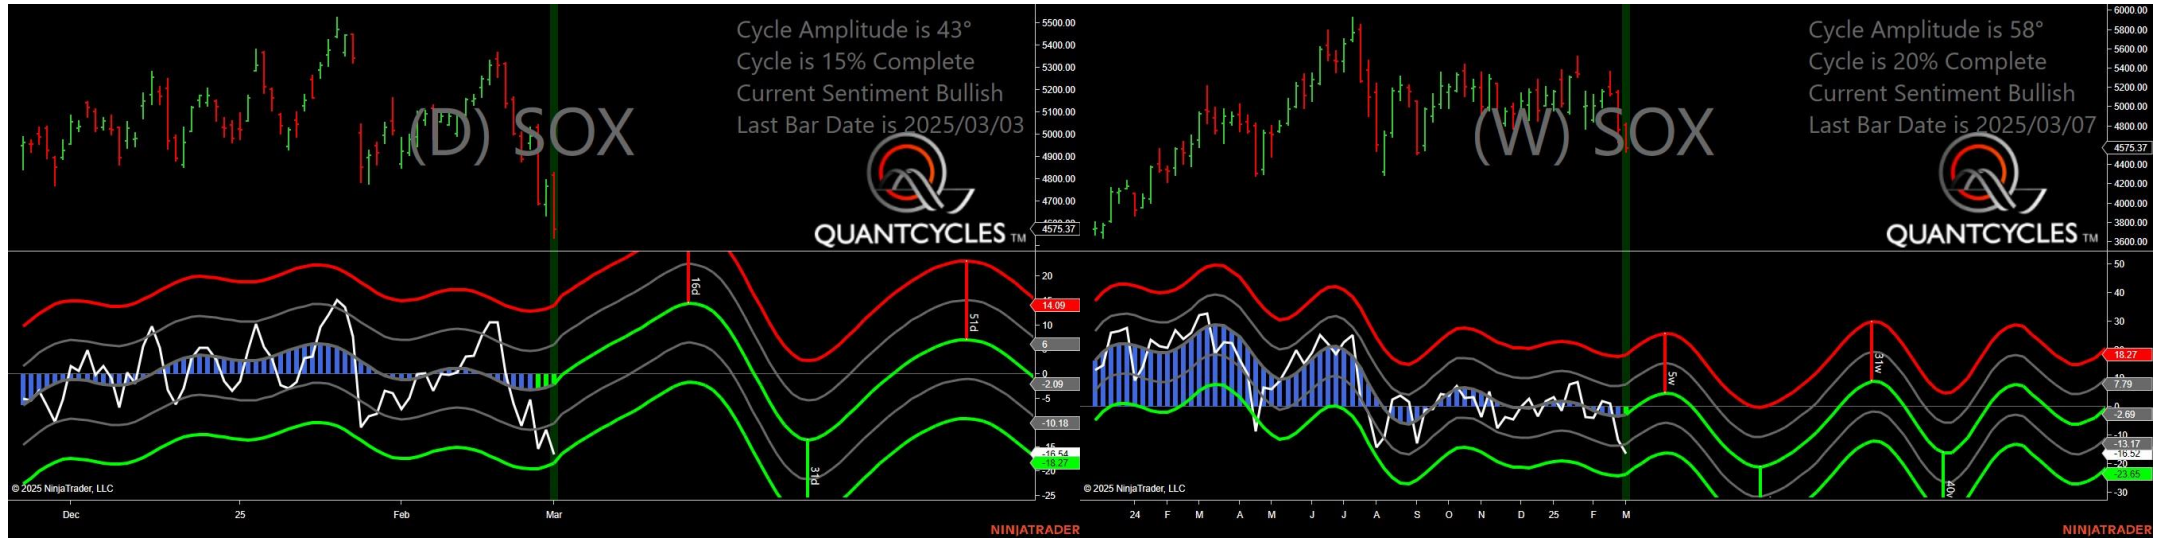 Cycle Amplitude is 43°
Cycle is 15% Complete
Current Sentiment Bullish
Last Bar Date is 2025/03/03
(D) SOX
QUANTCYCLES TM
5500.00
5400.00
5300.00
5200.00
5100.00
5000.00
4900.00
4800.00
4700.00
4575.37
16d
31d
51d
20
14.09
10
6
0
-2.09
-5
-10.18
-15
-16.54
-18.27
-20
-25
© 2025 NinjaTrader, LLC
Dec
25
Feb
Mar
NINJATRADER
Cycle Amplitude is 58°
Cycle is 20% Complete
Current Sentiment Bullish
Last Bar Date is 2025/03/07
(W) SOX
QUANTCYCLES TM
6000.00
5800.00
5600.00
5400.00
5200.00
5000.00
4800.00
4575.37
4400.00
4200.00
4000.00
3800.00
3600.00
5w
31w
40w
50
40
30
18.27
10
7.79
0
-2.69
-10
-13.17
-16.52
-20
-23.65
-30
© 2025 NinjaTrader, LLC
24
F
M
A
M
J
J
A
S
O
N
D
25
F
M
NINJATRADER